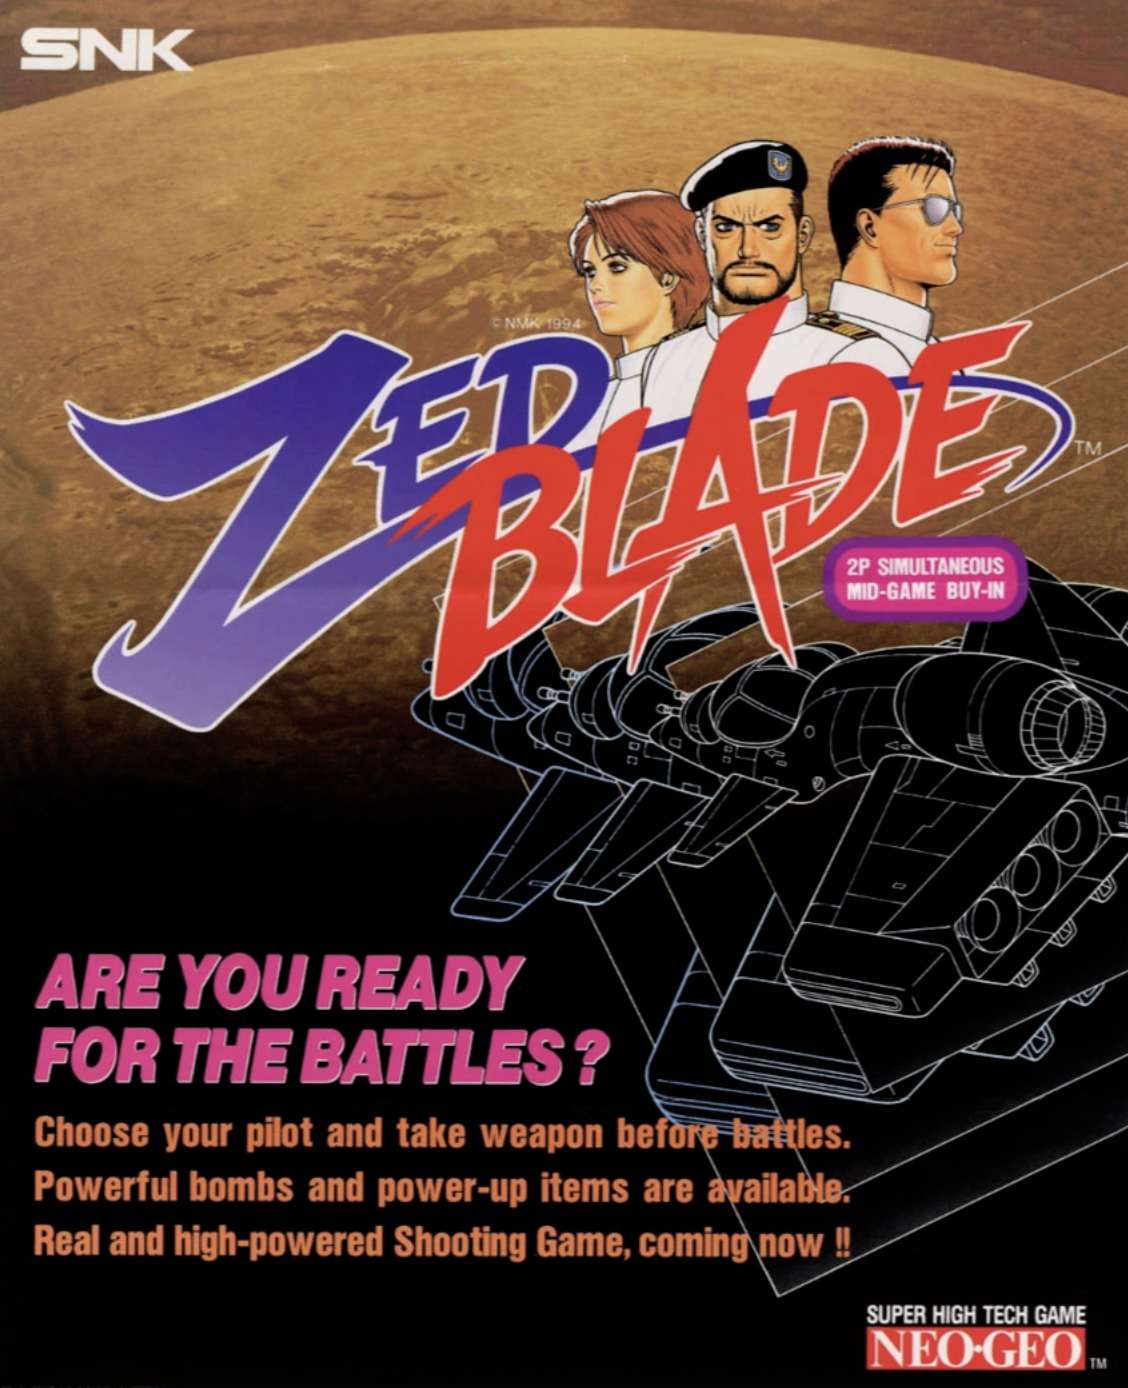 SNK
© NMK 1994
ZED
BLADE
TM
2P SIMULTANEOUS
MID-GAME BUY-IN
ARE YOU READY
FOR THE BATTLES?
Choose your pilot and take weapon before battles.
Powerful bombs and power-up items are available.
Real and high-powered Shooting Game, coming now !!
SUPER HIGH TECH GAME
NEO•GEO TM